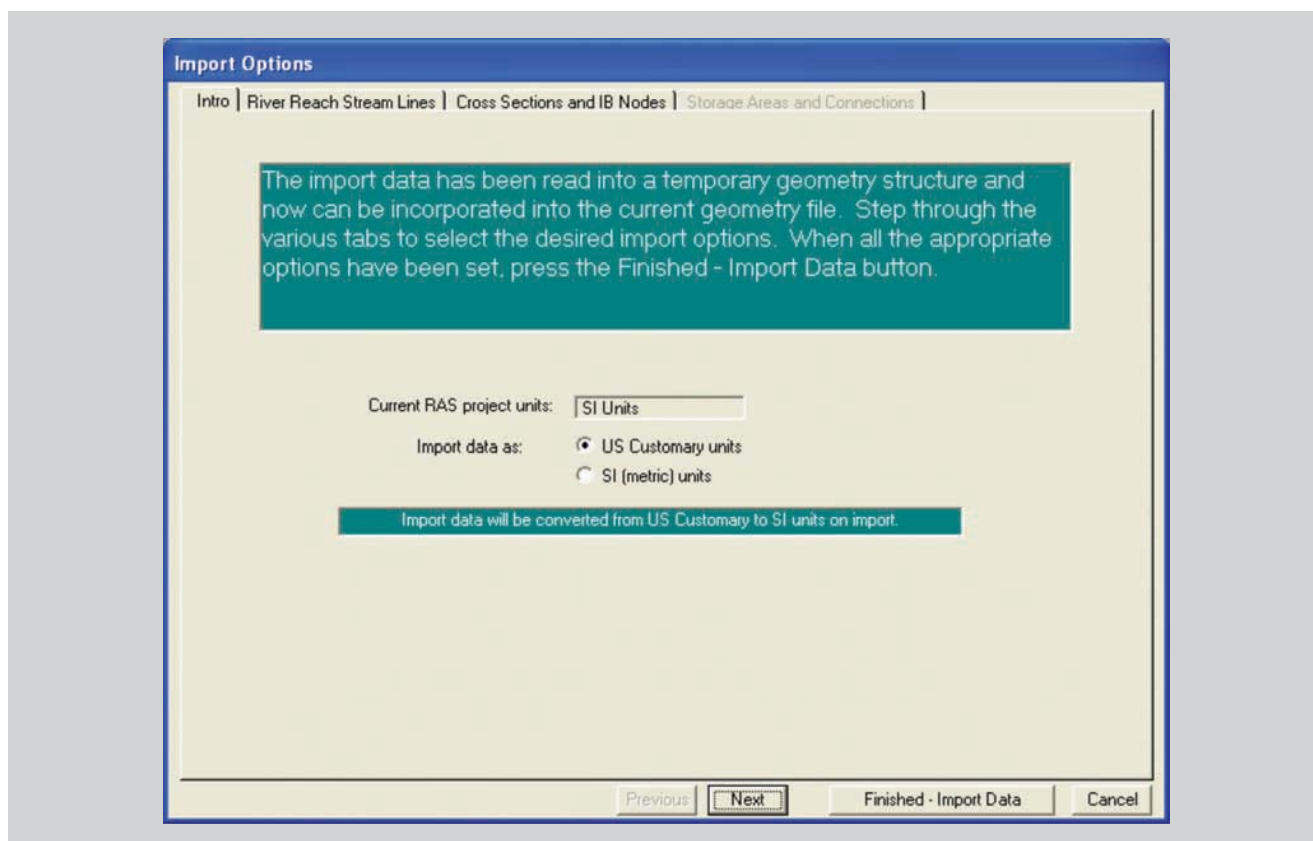 Import Options
Intro River Reach Stream Lines Cross Sections and IB Nodes Storage Areas and Connections
The import data has been read into a temporary geometry structure and
now can be incorporated into the current geometry file. Step through the
various tabs to select the desired import options. When all the appropriate
options have been set, press the Finished - Import Data button.
Current RAS project units: SI Units
Import data as: US Customary units
SI (metric) units
Import data will be converted from US Customary to SI units on import.
Previous Next Finished - Import Data Cancel